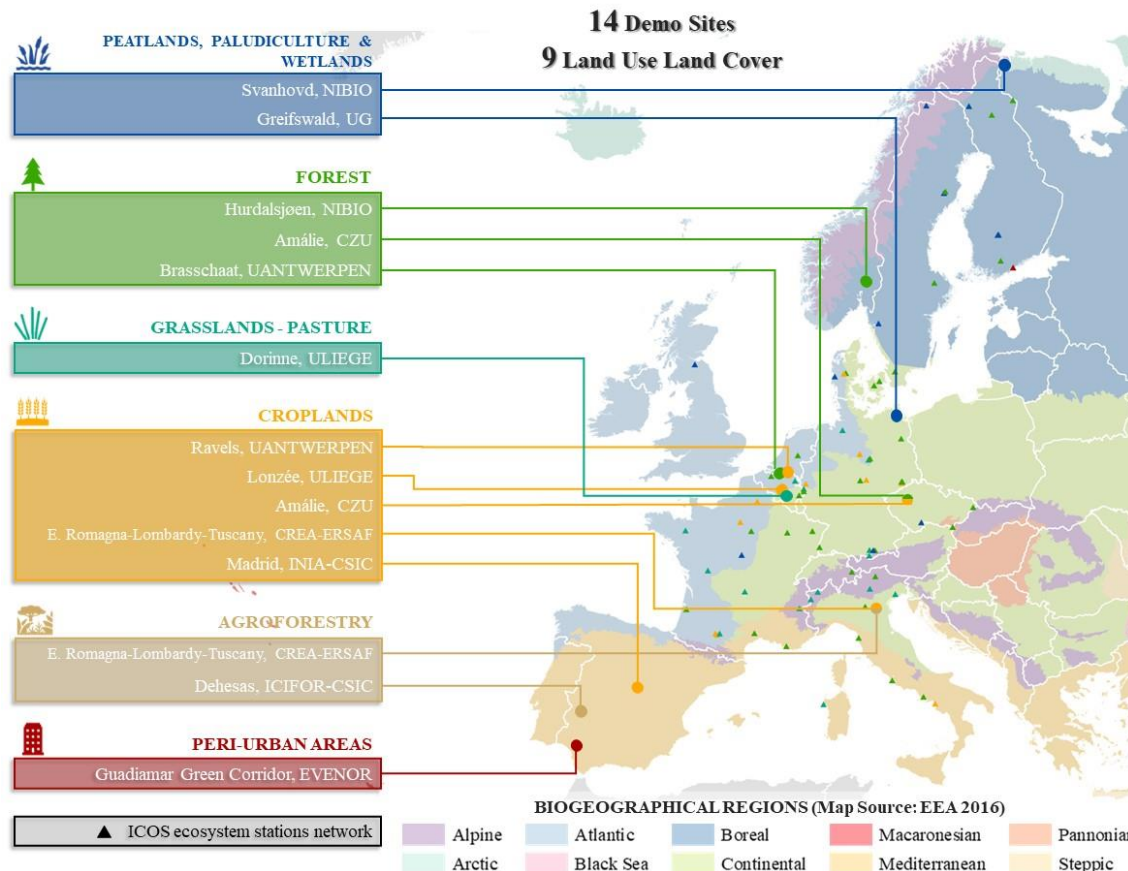 14 Demo Sites
9 Land Use Land Cover
PEATLANDS, PALUDICULTURE &
WETLANDS
Svanhovd, NIBIO
Greifswald, UG
FOREST
Hurdalsjøen, NIBIO
Amálie, CZU
Brasschaat, UANTWERPEN
GRASSLANDS - PASTURE
Dorinne, ULIEGE
CROPLANDS
Ravels, UANTWERPEN
Lonzée, ULIEGE
Amálie, CZU
E. Romagna-Lombardy-Tuscany, CREA-ERSAF
Madrid, INIA-CSIC
AGROFORESTRY
E. Romagna-Lombardy-Tuscany, CREA-ERSAF
Dehesas, ICIFOR-CSIC
PERI-URBAN AREAS
Guadiamar Green Corridor, EVENOR
ICOS ecosystem stations network
BIOGEOGRAPHICAL REGIONS (Map Source: EEA 2016)
Alpine Atlantic Boreal Macaronesian Pannonian
Arctic Black Sea Continental Mediterranean Steppic